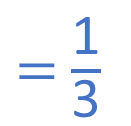 = 1/3